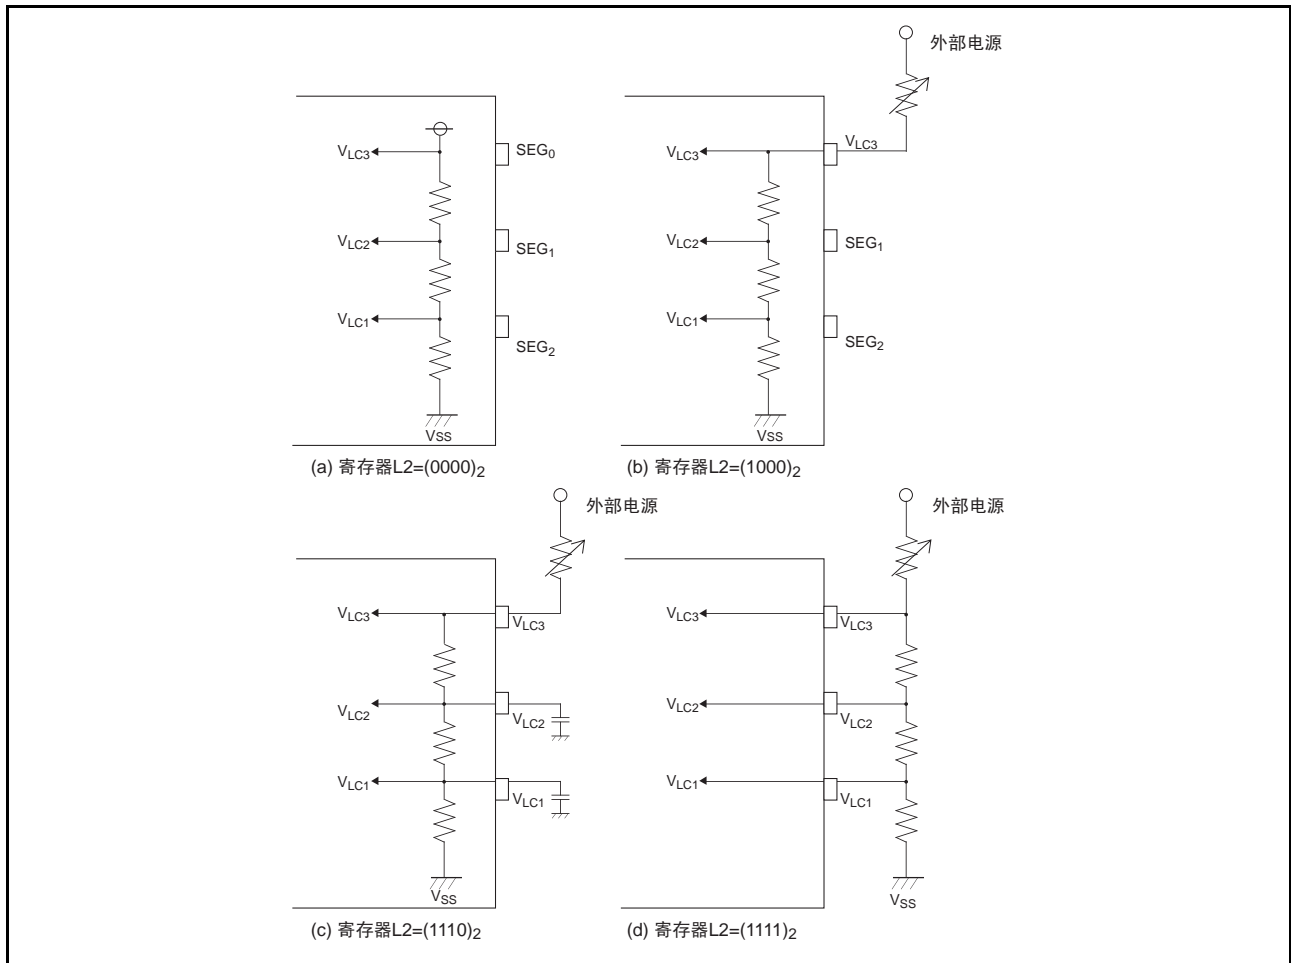 外部电源
VLC3
SEG0
VLC2
SEG1
VLC1
SEG2
VSS
(a) 寄存器L2=(0000)2
外部电源
VLC3
VLC3
VLC2
SEG1
VLC1
SEG2
VSS
(b) 寄存器L2=(1000)2
外部电源
VLC3
VLC3
VLC2
VLC2
VLC1
VLC1
VSS
(c) 寄存器L2=(1110)2
VLC3
VLC3
VLC2
VLC2
VLC1
VLC1
VSS
(d) 寄存器L2=(1111)2